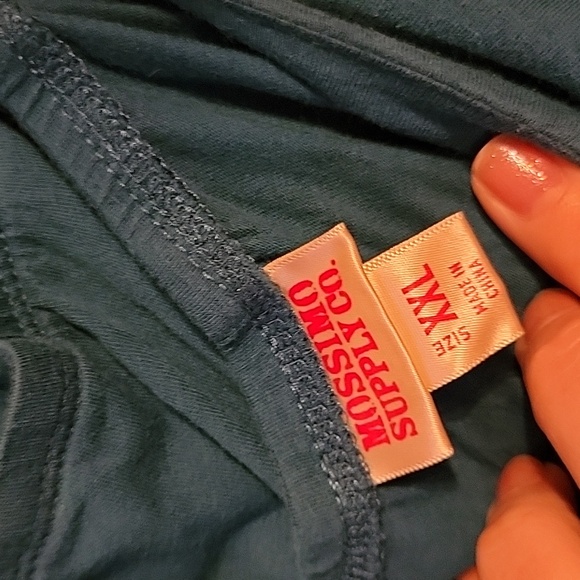 MOSSIMO
SUPPLY CO.
SIZE
XXL
MADE IN
CHINA